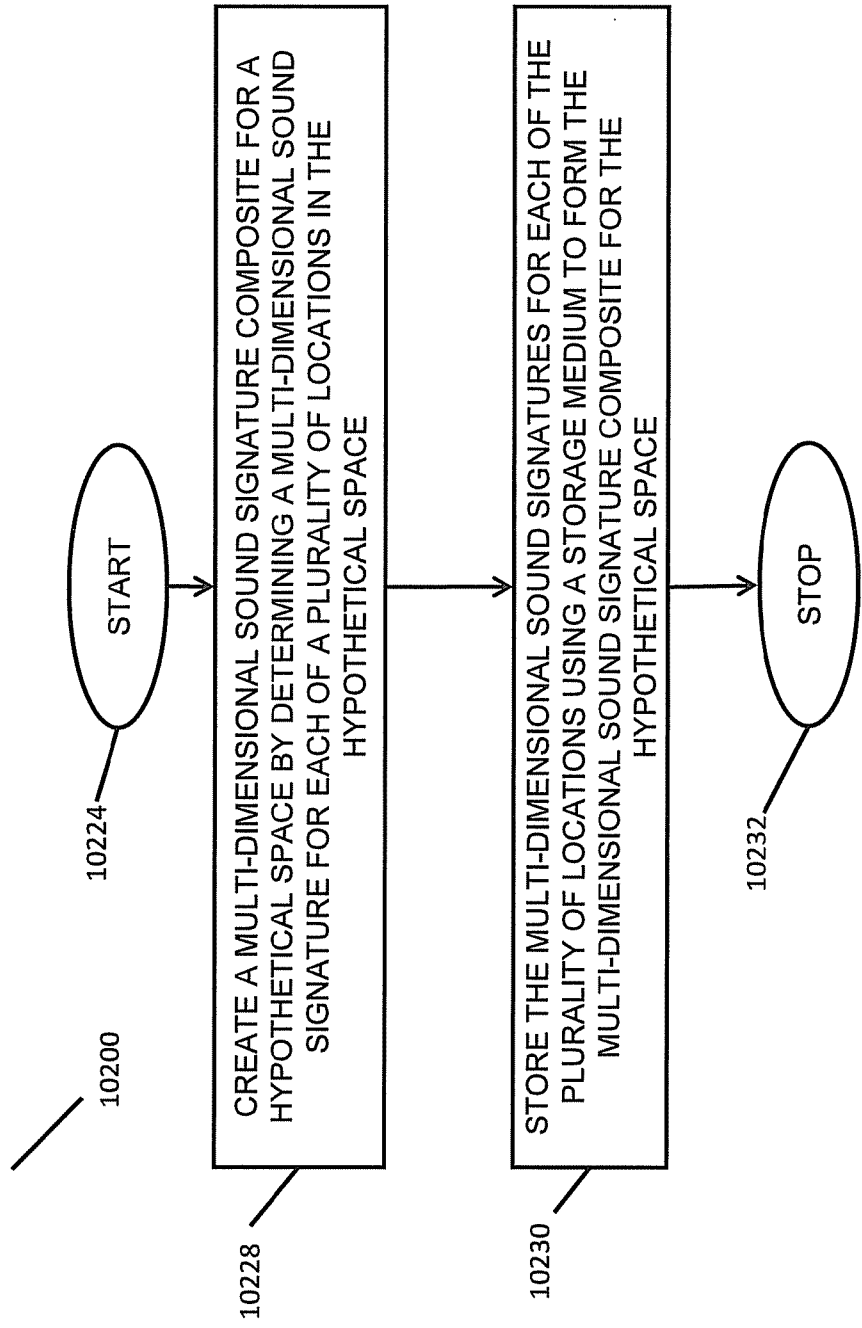 10200
10224
START
10228
CREATE A MULTI-DIMENSIONAL SOUND SIGNATURE COMPOSITE FOR A
HYPOTHETICAL SPACE BY DETERMINING A MULTI-DIMENSIONAL SOUND
SIGNATURE FOR EACH OF A PLURALITY OF LOCATIONS IN THE
HYPOTHETICAL SPACE
10230
STORE THE MULTI-DIMENSIONAL SOUND SIGNATURES FOR EACH OF THE
PLURALITY OF LOCATIONS USING A STORAGE MEDIUM TO FORM THE
MULTI-DIMENSIONAL SOUND SIGNATURE COMPOSITE FOR THE
HYPOTHETICAL SPACE
10232
STOP